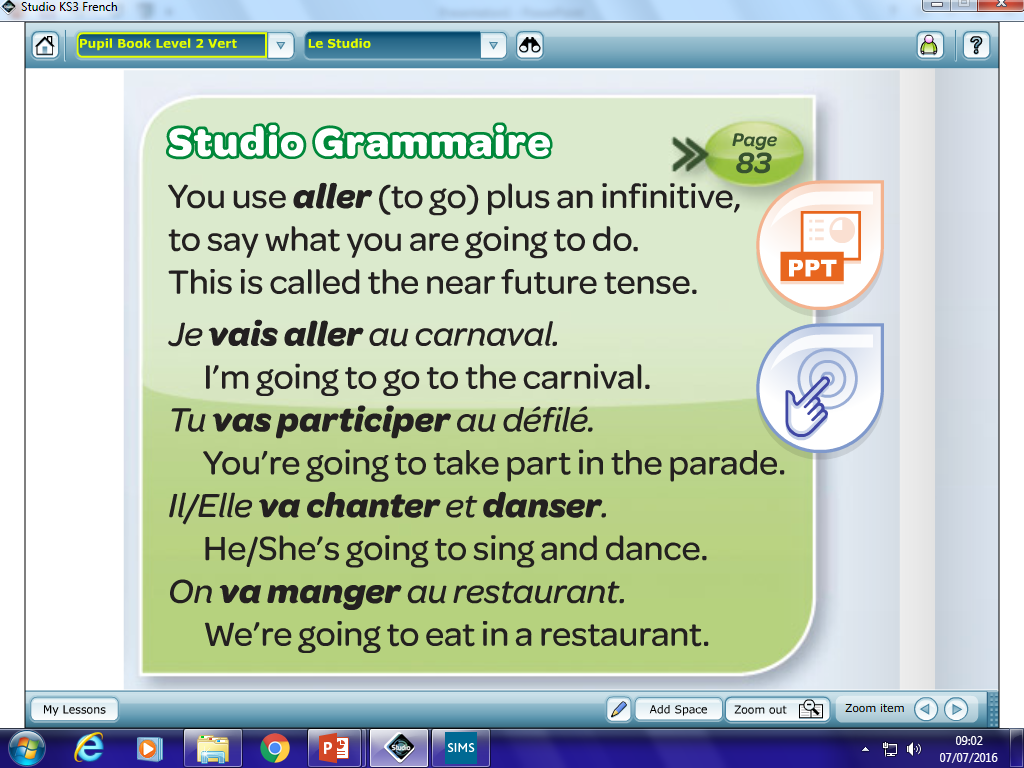 Studio KS3 French
Pupil Book Level 2 Vert
Le Studio
?
Studio Grammaire
Page
83
You use aller (to go) plus an infinitive,
to say what you are going to do.
This is called the near future tense.
PPT
Je vais aller au carnaval.
I'm going to go to the carnival.
Tu vas participer au défilé.
You're going to take part in the parade.
Il/Elle va chanter et danser.
He/She's going to sing and dance.
On va manger au restaurant.
We're going to eat in a restaurant.
My Lessons
Add Space
Zoom out
Zoom item
Studio
SIMS
09:02
07/07/2016